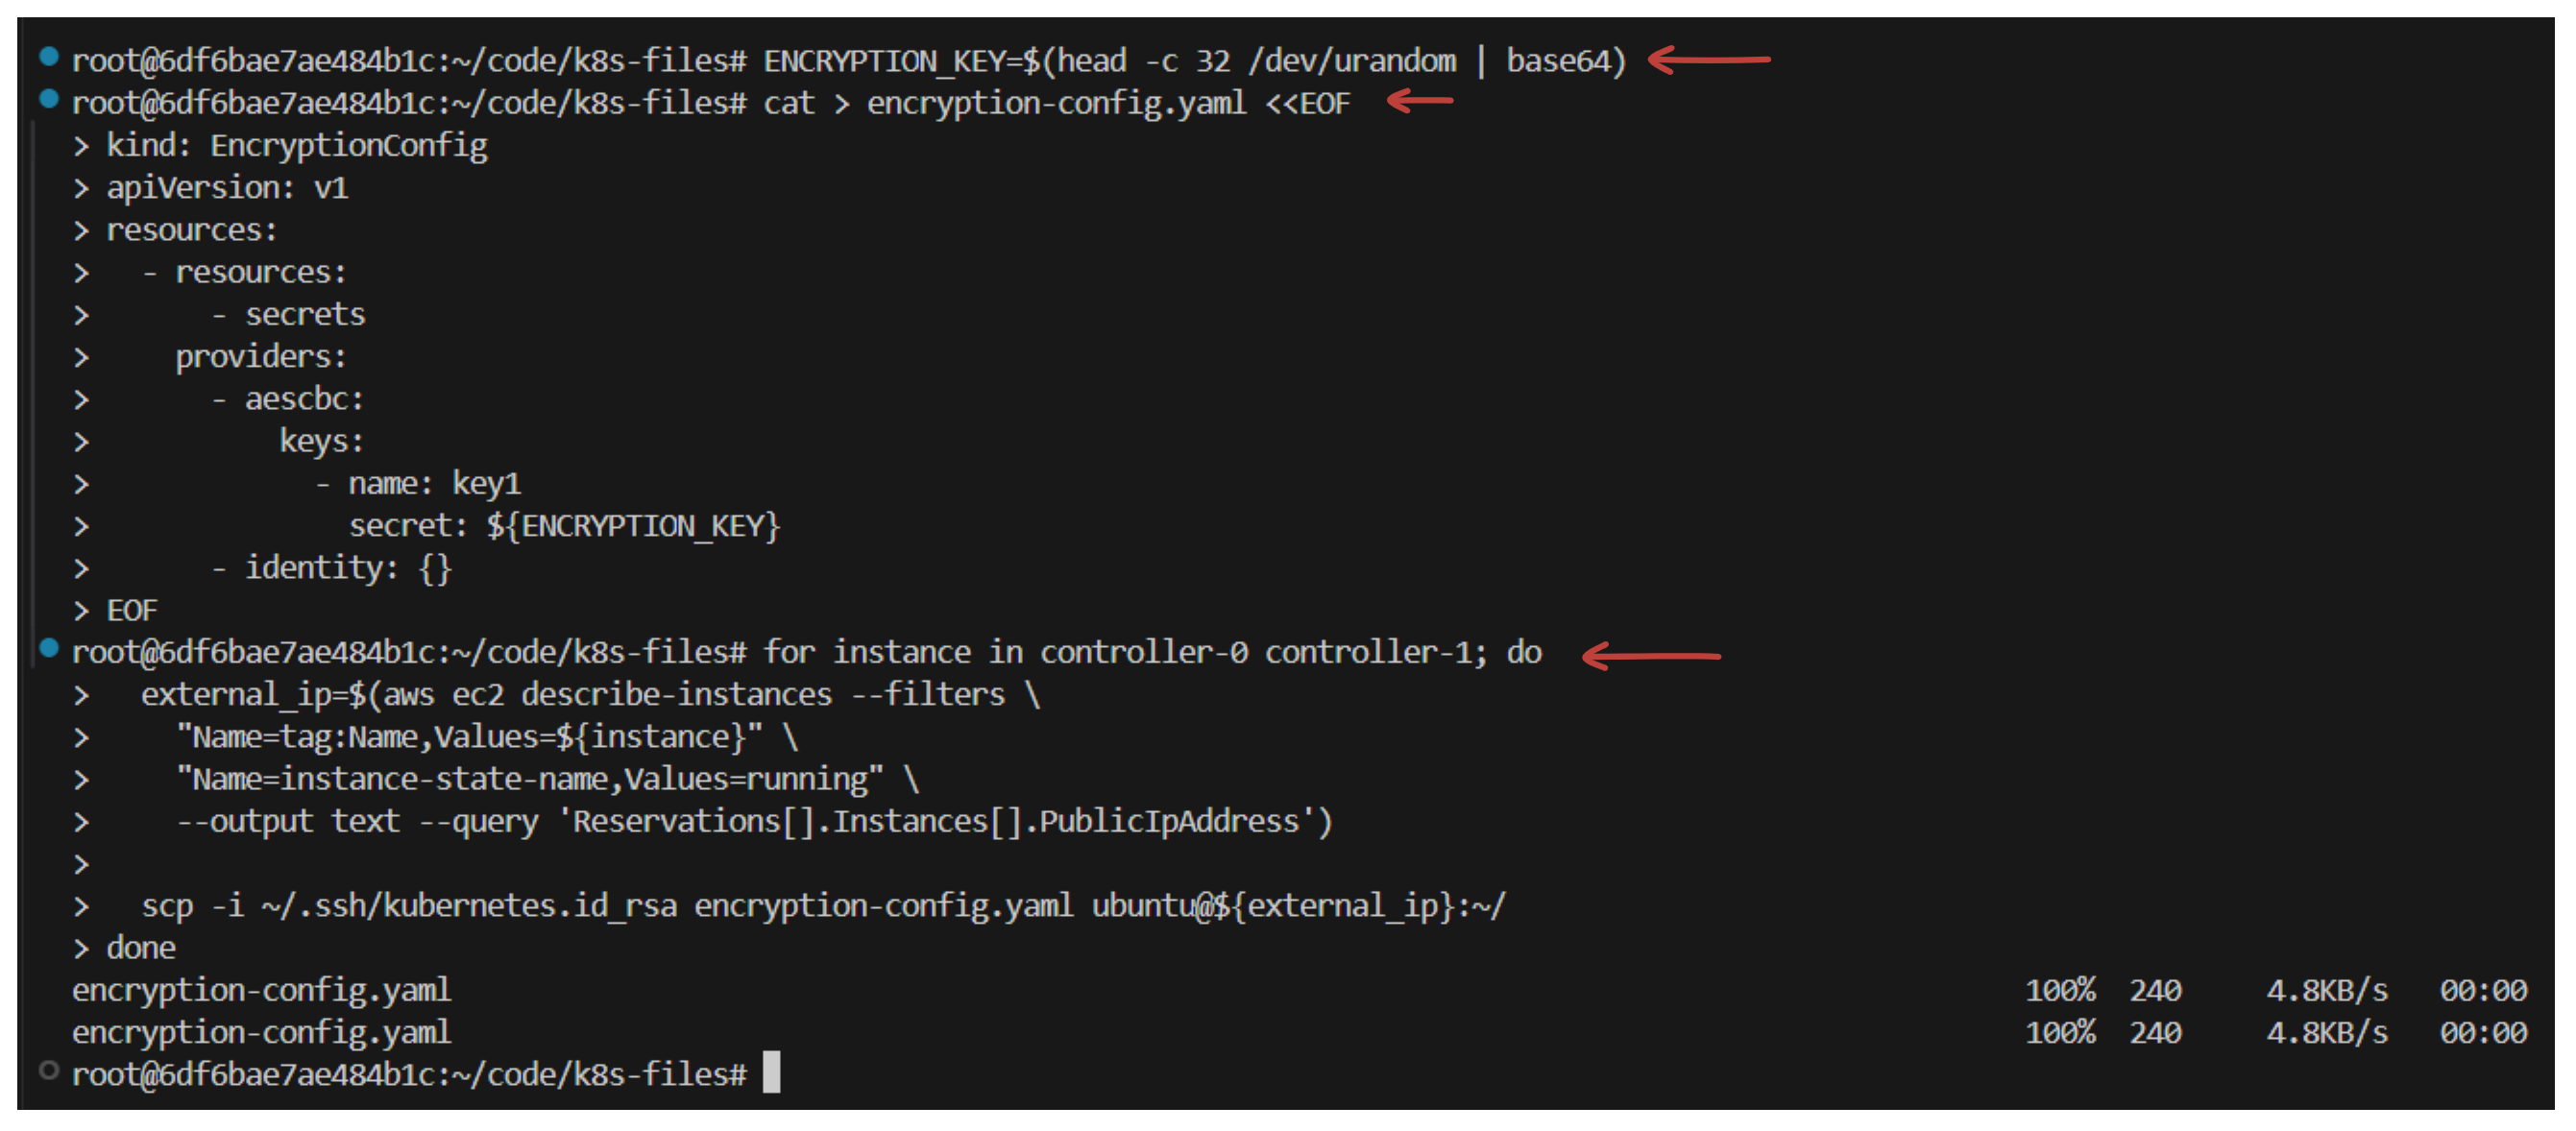 root@6df6bae7ae484b1c:~/code/k8s-files# ENCRYPTION_KEY=$(head -c 32 /dev/urandom | base64)
root@6df6bae7ae484b1c:~/code/k8s-files# cat > encryption-config.yaml <<EOF
> kind: EncryptionConfig
> apiVersion: v1
> resources:
>   - resources:
>       - secrets
>     providers:
>       - aescbc:
>           keys:
>             - name: key1
>               secret: ${ENCRYPTION_KEY}
>       - identity: {}
> EOF
root@6df6bae7ae484b1c:~/code/k8s-files# for instance in controller-0 controller-1; do
>   external_ip=$(aws ec2 describe-instances --filters \
>     "Name=tag:Name,Values=${instance}" \
>     "Name=instance-state-name,Values=running" \
>     --output text --query 'Reservations[].Instances[].PublicIpAddress')
>
>   scp -i ~/.ssh/kubernetes.id_rsa encryption-config.yaml ubuntu@${external_ip}:~/
> done
encryption-config.yaml 100% 240 4.8KB/s 00:00
encryption-config.yaml 100% 240 4.8KB/s 00:00
root@6df6bae7ae484b1c:~/code/k8s-files#